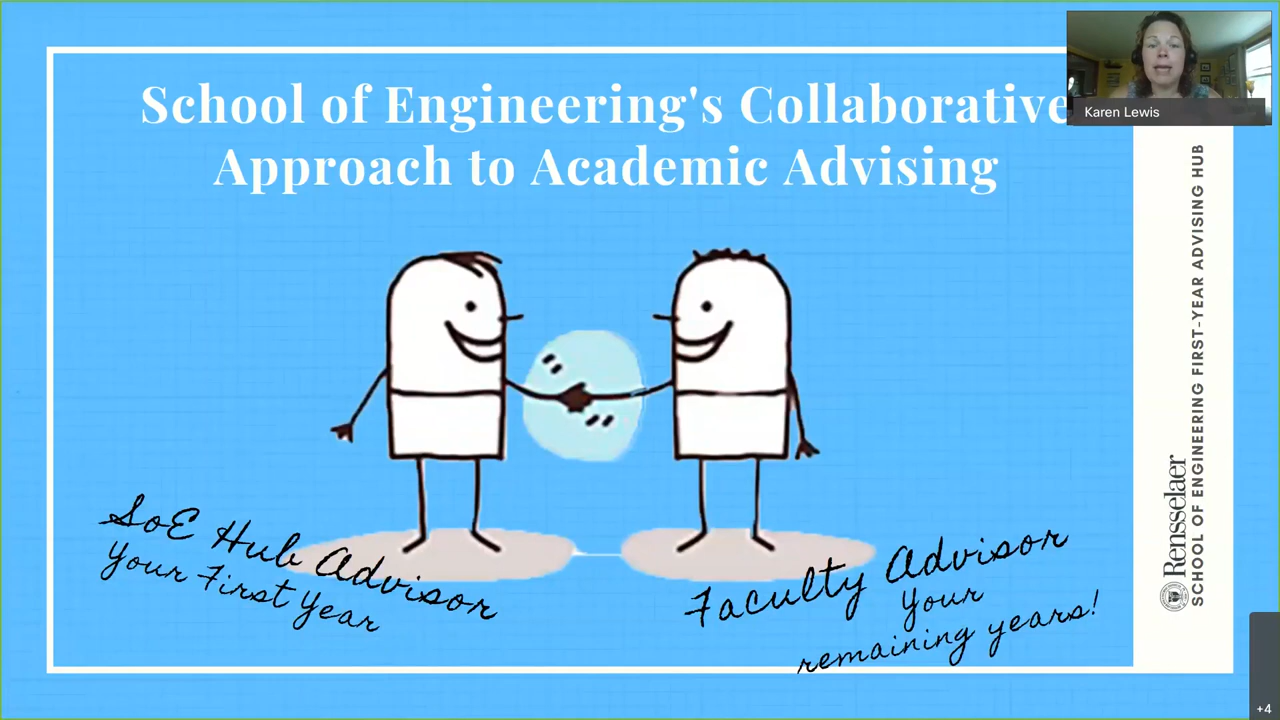 School of Engineering's Collaborative
Approach to Academic Advising
Karen Lewis
SoE Hub Advisor
Your First Year
Faculty Advisor
Your
remaining years!
Rensselaer
SCHOOL OF ENGINEERING FIRST-YEAR ADVISING HUB
+4